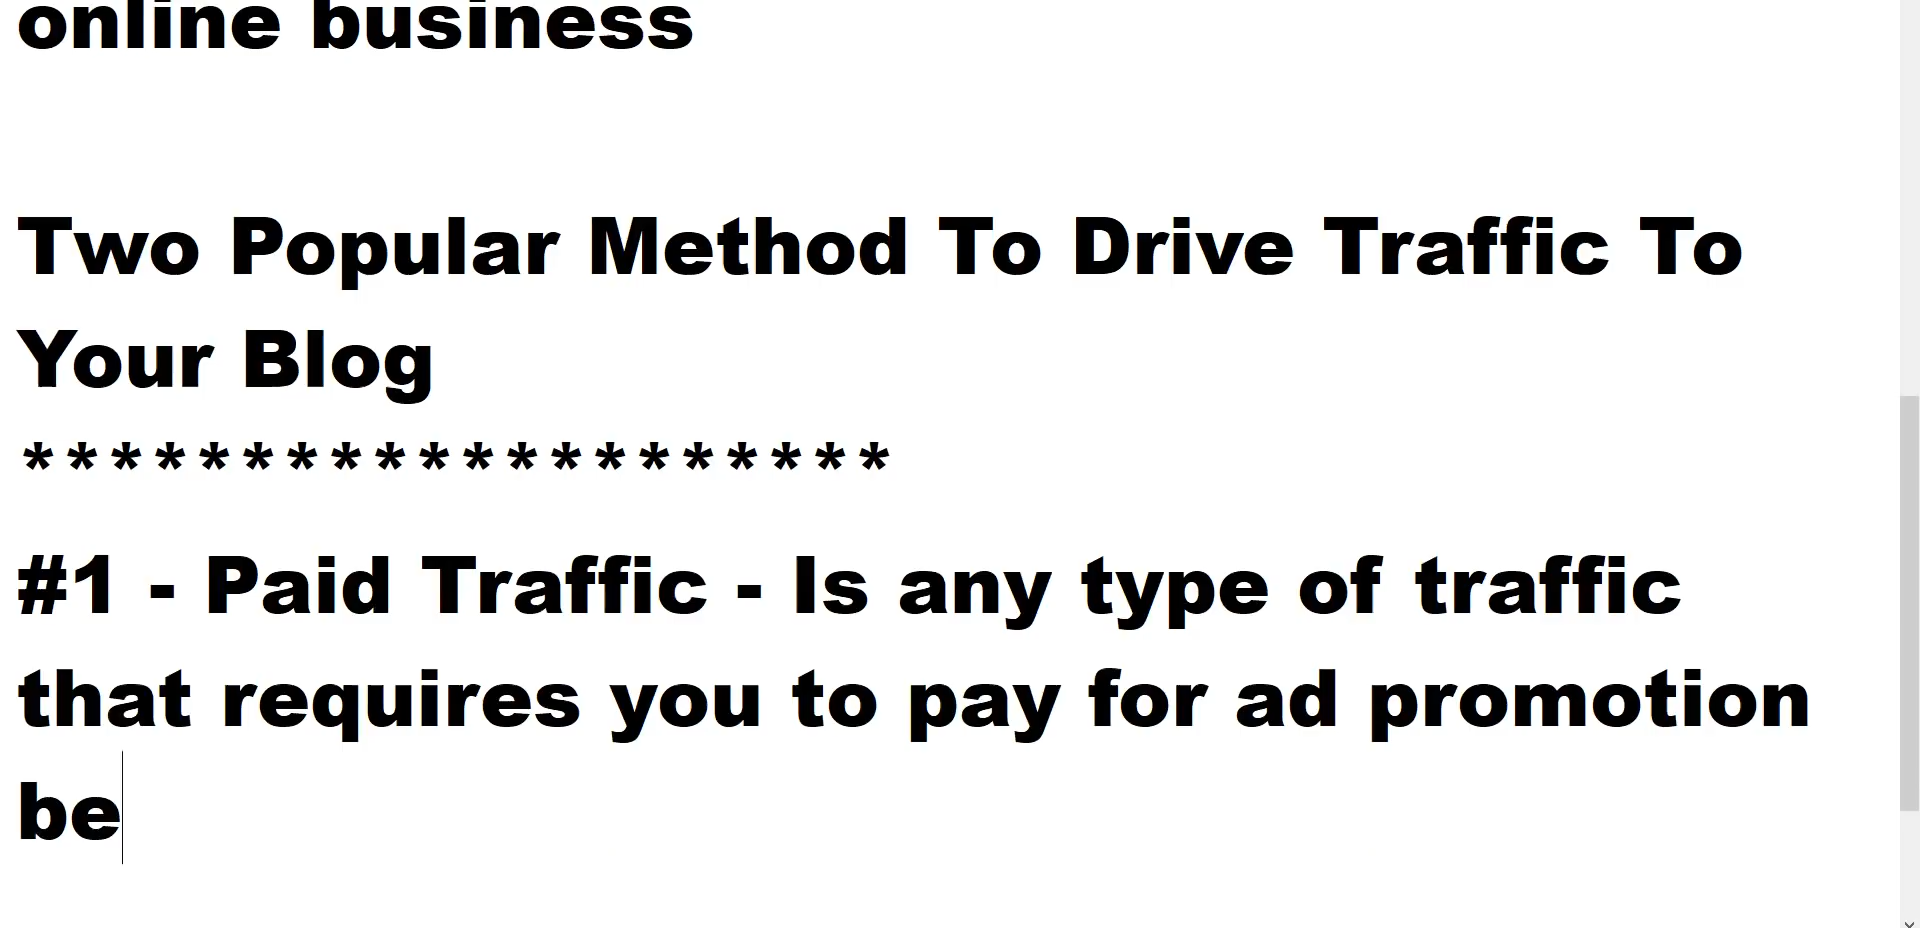 online business
Two Popular Method To Drive Traffic To
Your Blog
********************
#1 - Paid Traffic - Is any type of traffic
that requires you to pay for ad promotion
be